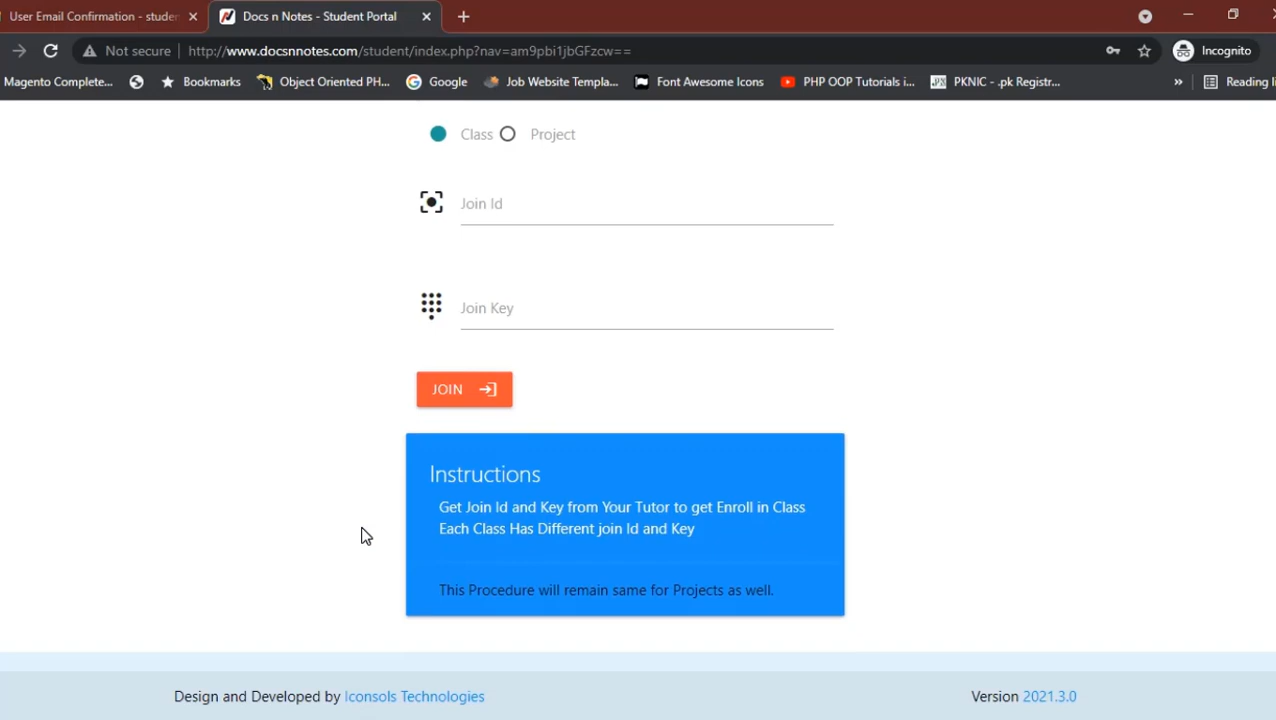 User Email Confirmation - studen
Docs n Notes - Student Portal
Not secure
http://www.docsnnotes.com/student/index.php?nav=am9pbi1jbGFzcw==
Incognito
Magento Complete...
Bookmarks
Object Oriented PH...
Google
Job Website Templa...
Font Awesome Icons
PHP OOP Tutorials i...
PKNIC - .pk Registr...
»
Reading li
Class
Project
Join Id
Join Key
JOIN
Instructions
Get Join Id and Key from Your Tutor to get Enroll in Class
Each Class Has Different join Id and Key
This Procedure will remain same for Projects as well.
Design and Developed by Iconsols Technologies
Version 2021.3.0